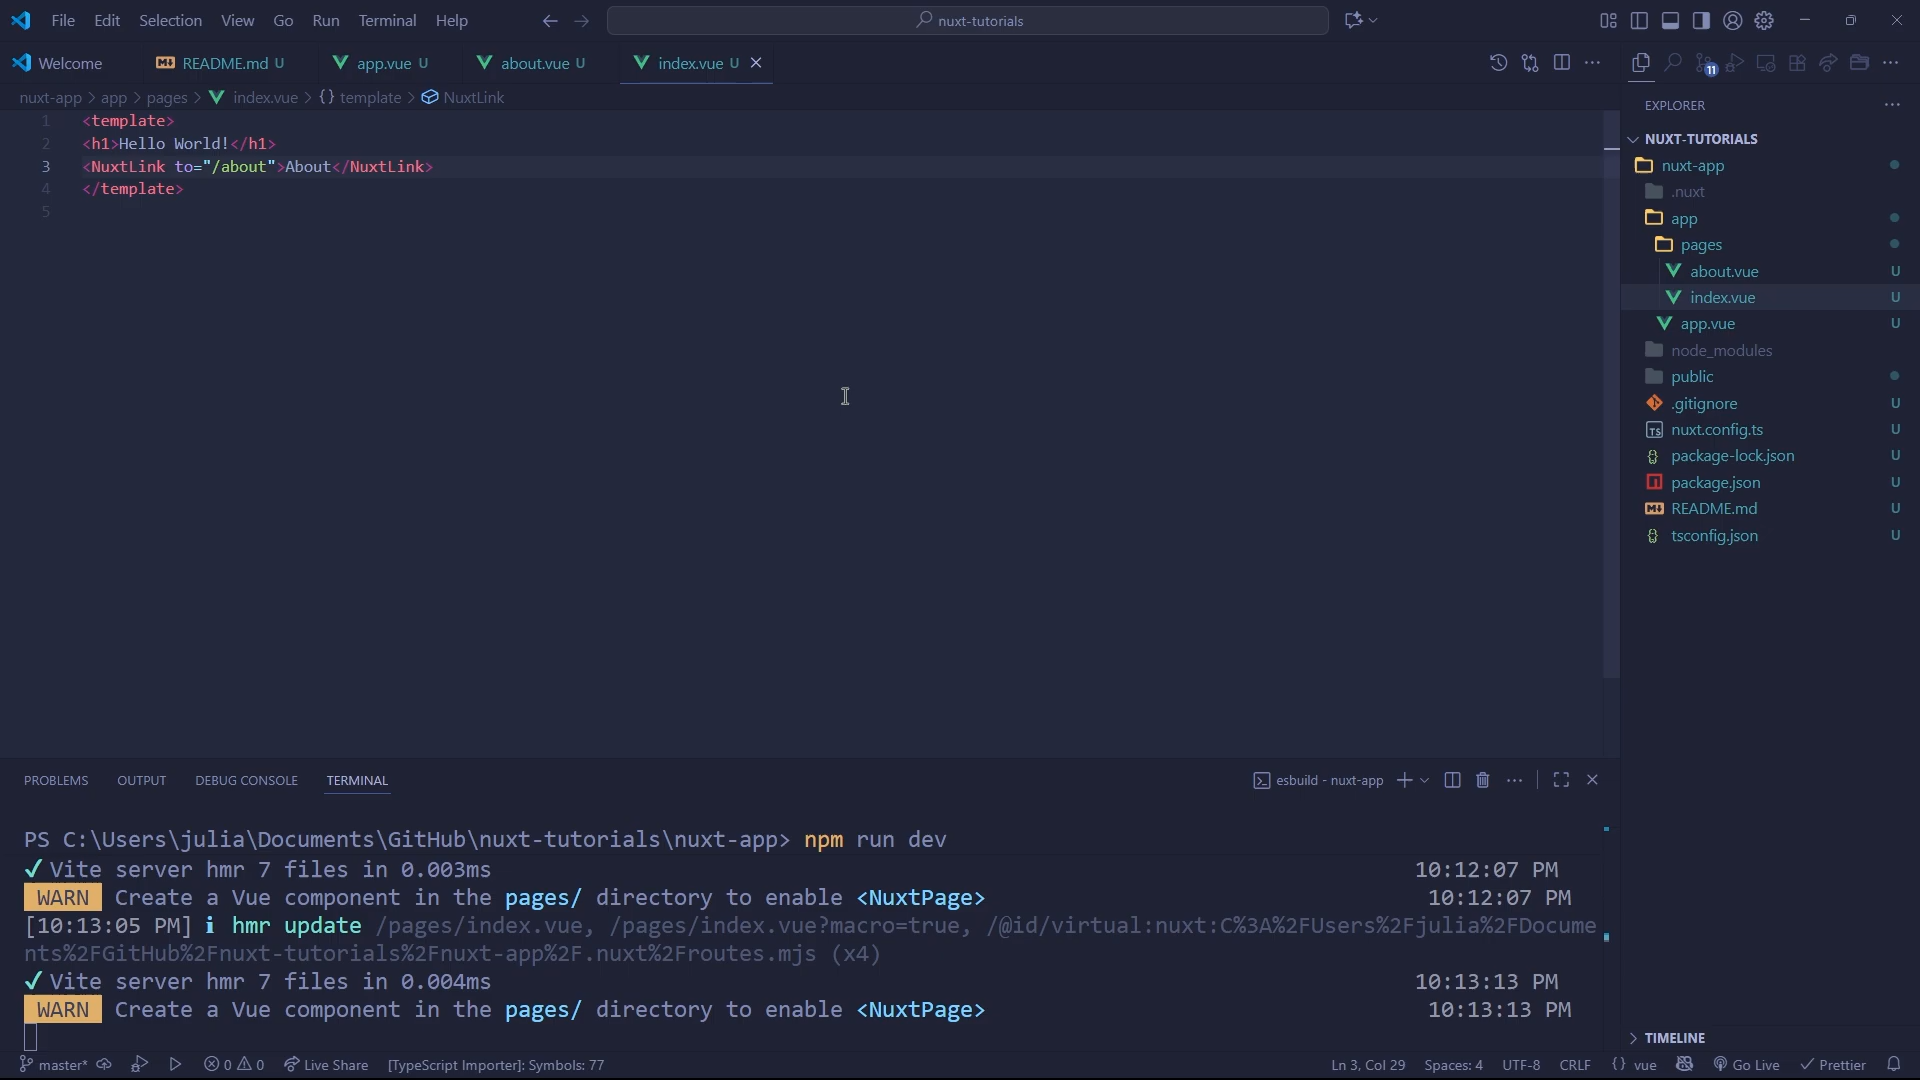 File Edit Selection View Go Run Terminal Help
nuxt-tutorials
Welcome
README.md U
app.vue U
about.vue U
index.vue U
nuxt-app > app > pages > index.vue > {} template > NuxtLink
1 <template>
2 <h1>Hello World!</h1>
3 <NuxtLink to="/about">About</NuxtLink>
4 </template>
5
11
EXPLORER
NUXT-TUTORIALS
nuxt-app
.nuxt
app
pages
about.vue U
index.vue U
app.vue U
node_modules
public
.gitignore U
nuxt.config.ts U
package-lock.json U
package.json U
README.md U
tsconfig.json U
TIMELINE
PROBLEMS OUTPUT DEBUG CONSOLE TERMINAL
esbuild - nuxt-app
PS C:\Users\julia\Documents\GitHub\nuxt-tutorials\nuxt-app> npm run dev
✓Vite server hmr 7 files in 0.003ms 10:12:07 PM
WARN Create a Vue component in the pages/ directory to enable <NuxtPage> 10:12:07 PM
[10:13:05 PM] ℹ hmr update /pages/index.vue, /pages/index.vue?macro=true, /@id/virtual:nuxt:C%3A%2FUsers%2Fjulia%2FDocume
nts%2FGitHub%2Fnuxt-tutorials%2Fnuxt-app%2F.nuxt%2Froutes.mjs (x4)
✓Vite server hmr 7 files in 0.004ms 10:13:13 PM
WARN Create a Vue component in the pages/ directory to enable <NuxtPage> 10:13:13 PM
master* 0 0 Live Share [TypeScript Importer]: Symbols: 77 Ln 3, Col 29 Spaces: 4 UTF-8 CRLF {} vue Go Live Prettier